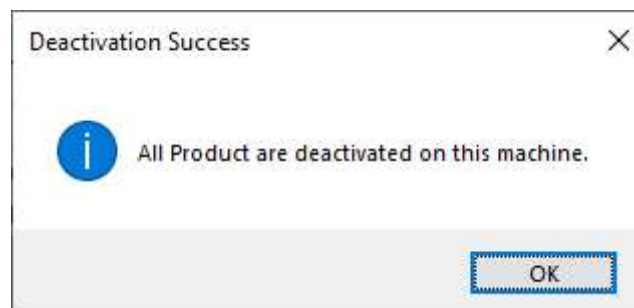 Deactivation Success
All Product are deactivated on this machine.
OK